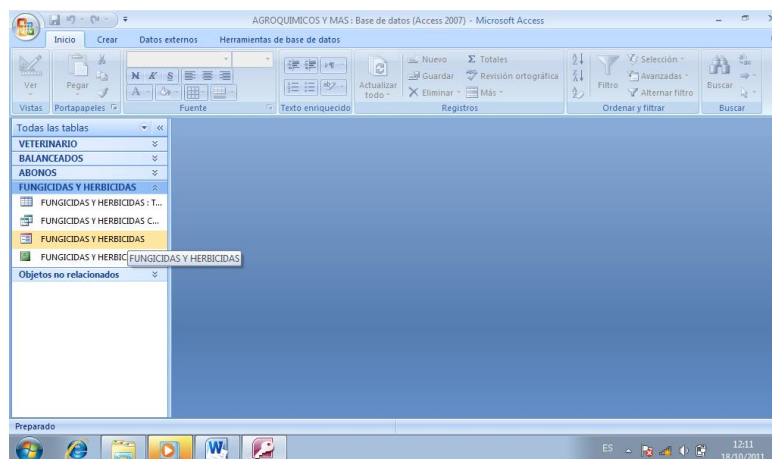 AGROQUIMICOS Y MAS : Base de datos (Access 2007) - Microsoft Access
Inicio Crear Datos externos Herramientas de base de datos
Ver
Vistas
Pegar
Portapapeles
N K S
A
Fuente
Texto enriquecido
Actualizar todo
Nuevo
Guardar
Eliminar
Totales
Revisión ortográfica
Más
Registros
Filtro
Selección
Avanzadas
Alternar filtro
Ordenar y filtrar
Buscar
Buscar
Todas las tablas
VETERINARIO
BALANCEADOS
ABONOS
FUNGICIDAS Y HERBICIDAS
FUNGICIDAS Y HERBICIDAS : T...
FUNGICIDAS Y HERBICIDAS C...
FUNGICIDAS Y HERBICIDAS
FUNGICIDAS Y HERBIC
FUNGICIDAS Y HERBICIDAS
Objetos no relacionados
Preparado
ES
12:11
18/10/2011